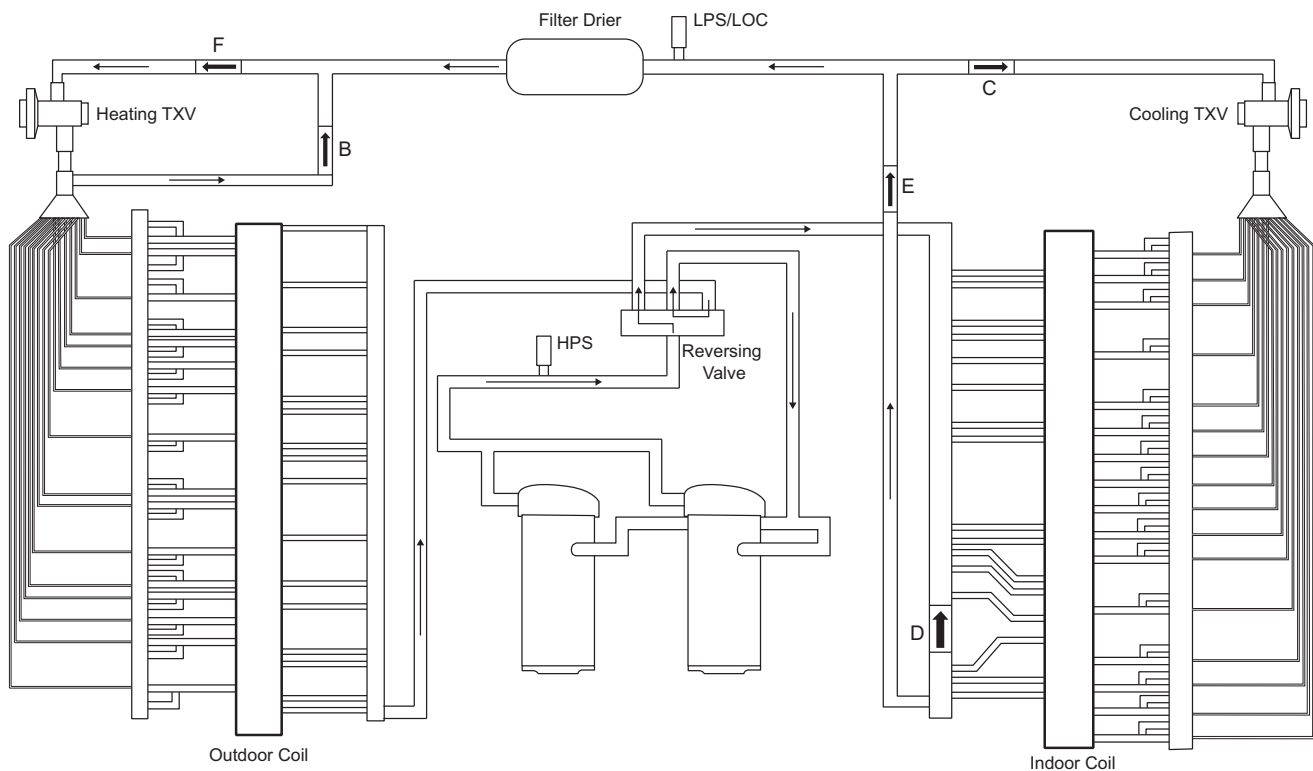 LPS/LOC
Filter Drier
F
C
Heating TXV
Cooling TXV
B
E
HPS
Reversing
Valve
D
Outdoor Coil
Indoor Coil